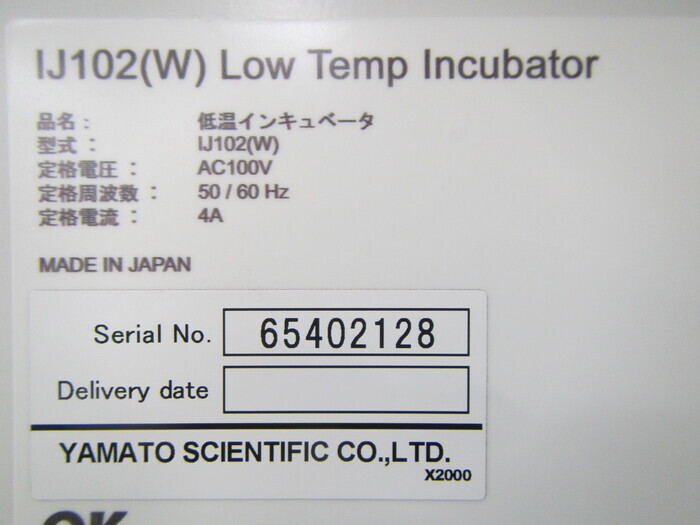 IJ102(W) Low Temp Incubator
品名： 低温インキュベータ
型式： IJ102(W)
定格電圧： AC100V
定格周波数： 50 / 60 Hz
定格電流： 4A
MADE IN JAPAN
Serial No. 65402128
Delivery date
YAMATO SCIENTIFIC CO.,LTD.
X2000
OK